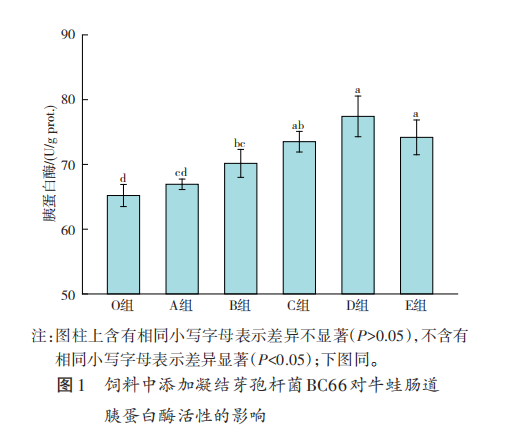 90
80
70
60
50
胰蛋白酶/(U/g prot.)
d
cd
bc
ab
a
a
O组 A组 B组 C组 D组 E组
注:图柱上含有相同小写字母表示差异不显著(P>0.05),不含有
相同小写字母表示差异显著(P<0.05);下图同。
图1 饲料中添加凝结芽孢杆菌BC66对牛蛙肠道
胰蛋白酶活性的影响